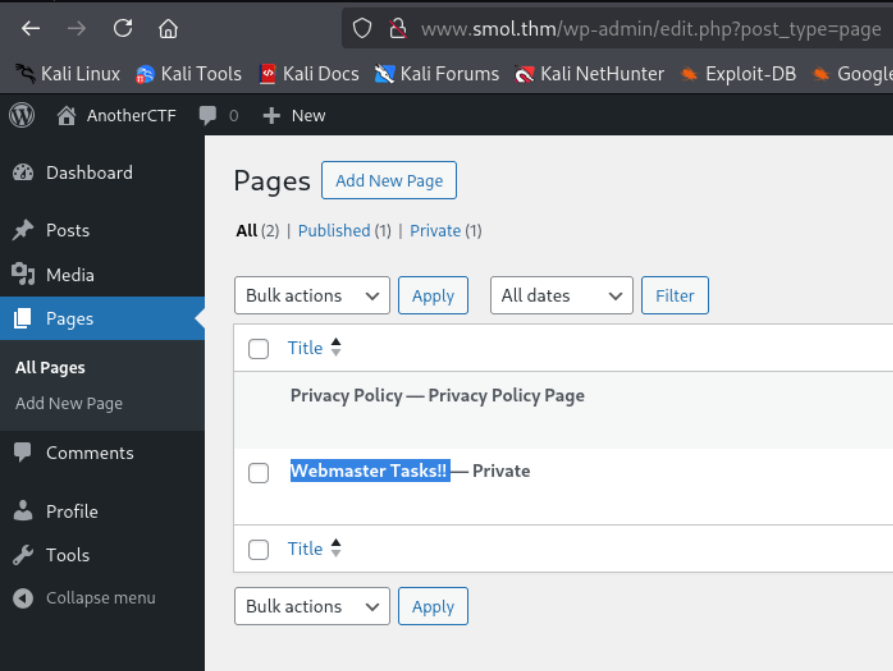 www.smol.thm/wp-admin/edit.php?post_type=page
Kali Linux Kali Tools Kali Docs Kali Forums Kali NetHunter Exploit-DB Google
AnotherCTF 0 + New
Dashboard
Posts
Media
Pages
All Pages
Add New Page
Comments
Profile
Tools
Collapse menu
Pages Add New Page
All (2) | Published (1) | Private (1)
Bulk actions Apply All dates Filter
Title
Privacy Policy — Privacy Policy Page
Webmaster Tasks!! — Private
Title
Bulk actions Apply